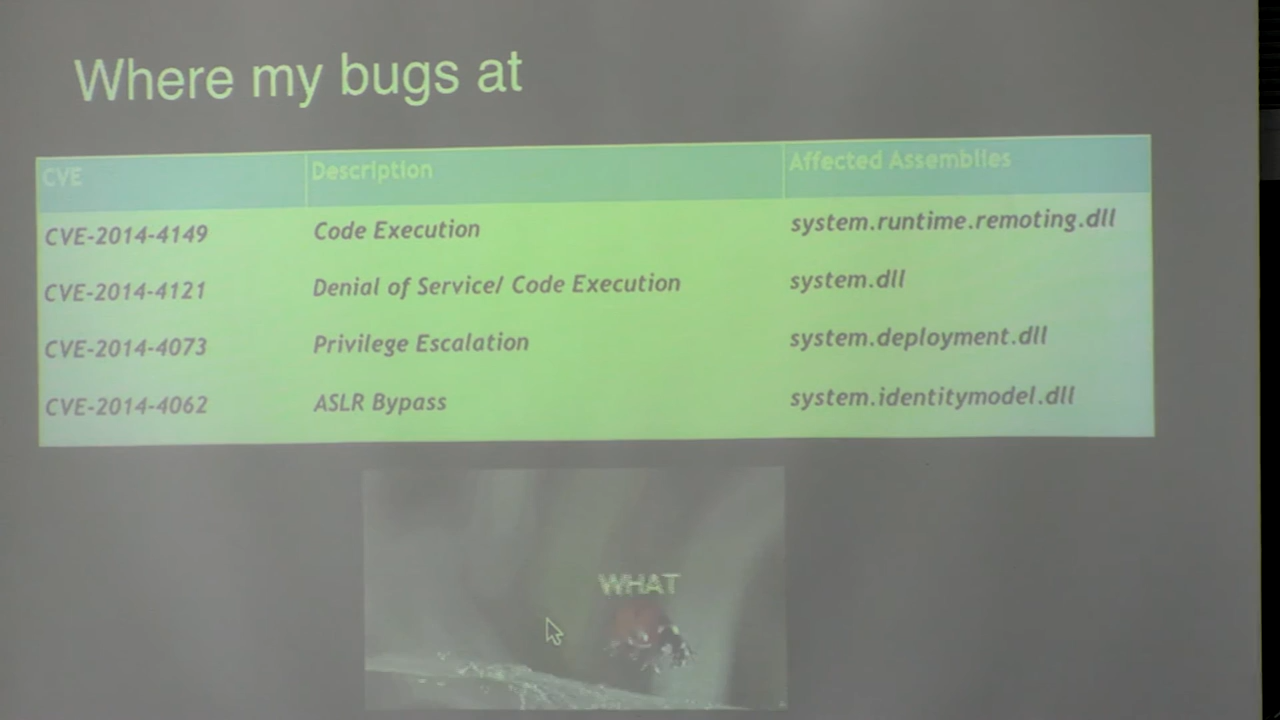 Where my bugs at
CVE Description Affected Assemblies
CVE-2014-4149 Code Execution system.runtime.remoting.dll
CVE-2014-4121 Denial of Service/ Code Execution system.dll
CVE-2014-4073 Privilege Escalation system.deployment.dll
CVE-2014-4062 ASLR Bypass system.identitymodel.dll
WHAT